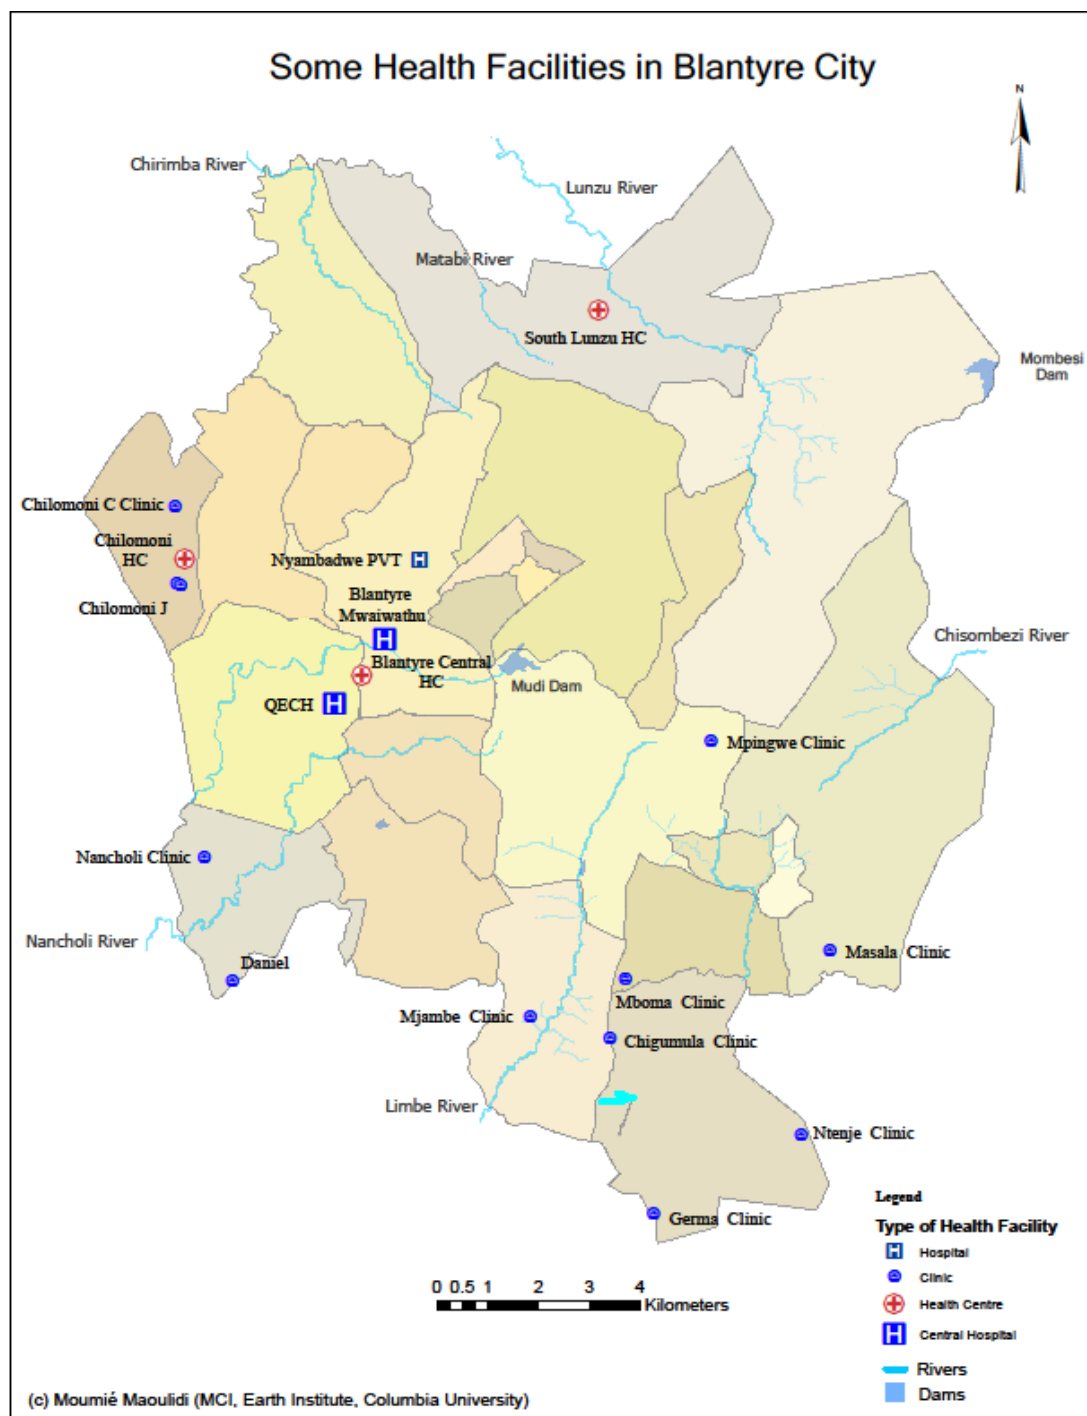 Some Health Facilities in Blantyre City
N
Chirimba River
Lunzu River
Matabi River
South Lunzu HC
Mombesi
Dam
Chilomoni C Clinic
Chilomoni
HC
Chilomoni J
Nyambadwe PVT
H
Blantyre
Mwaiwathu
H
Blantyre Central
HC
QECH
H
Mudi Dam
Chisombezi River
Mpingwe Clinic
Nancholi Clinic
Nancholi River
Daniel
Masala Clinic
Mboma Clinic
Mjambe Clinic
Chigumula Clinic
Limbe River
Ntenje Clinic
Germa Clinic
Legend
Type of Health Facility
H Hospital
Clinic
Health Centre
H Central Hospital
Rivers
Dams
0 0.5 1 2 3 4
Kilometers
(c) Moumié Maoulidi (MCI, Earth Institute, Columbia University)